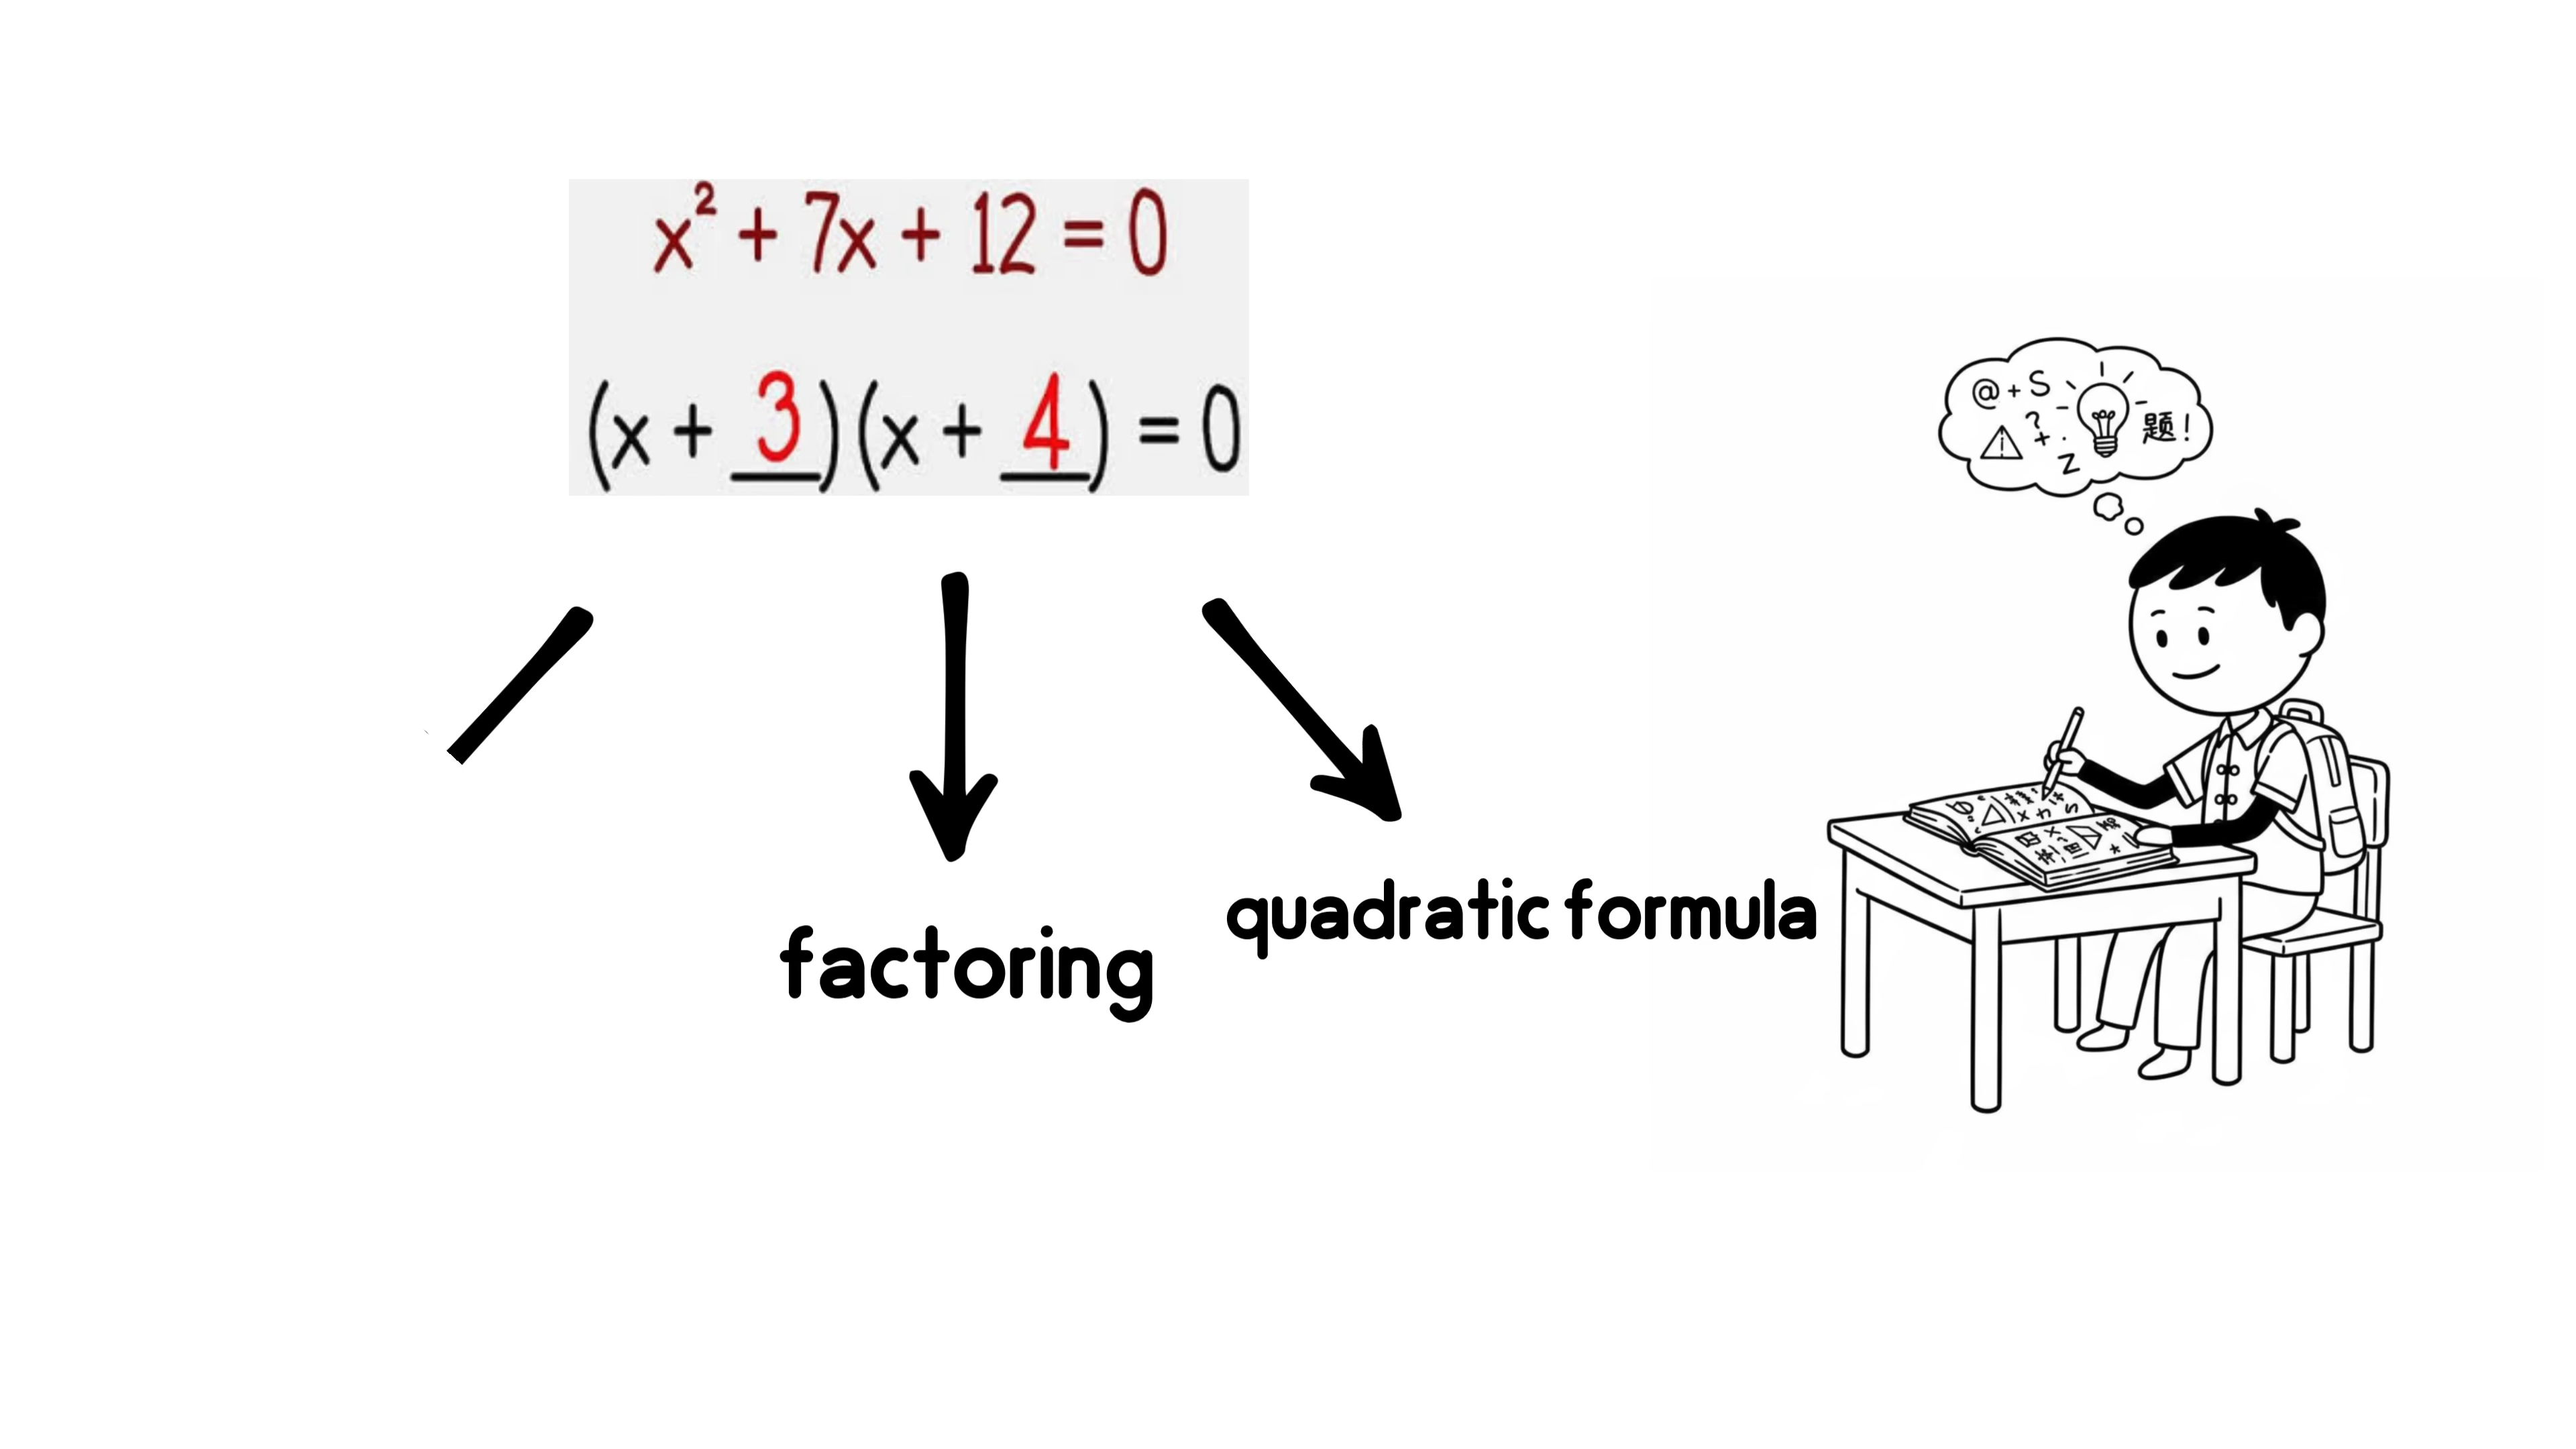 x² + 7x + 12 = 0
(x + 3)(x + 4) = 0
@ + S
?
+ .
Z
题!
factoring
quadratic formula